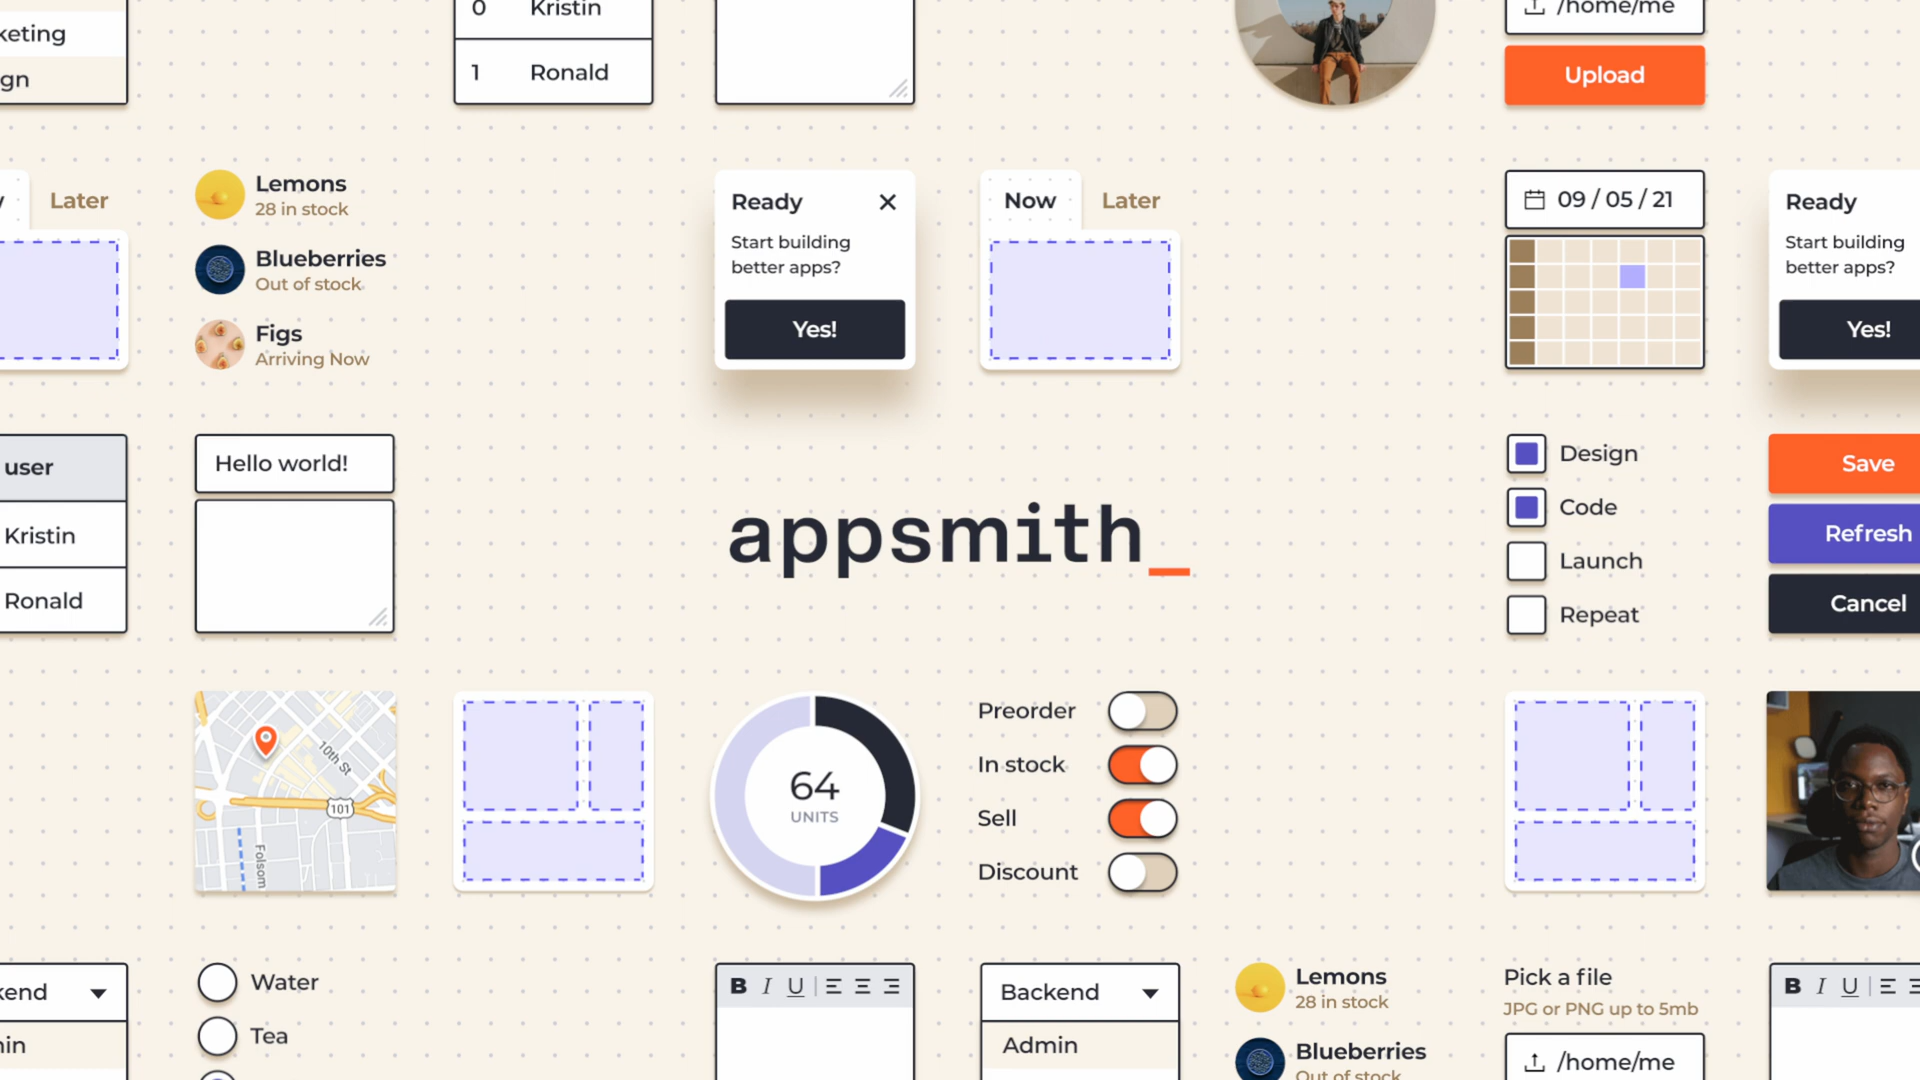 keting
gn
0 Kristin
1 Ronald
/home/me
Upload
Later
Lemons
28 in stock
Blueberries
Out of stock
Figs
Arriving Now
Ready
Start building
better apps?
Yes!
Now Later
09 / 05 / 21
Ready
Start building
better apps?
Yes!
user
Kristin
Ronald
Hello world!
appsmith_
Design
Code
Launch
Repeat
Save
Refresh
Cancel
10th St
101
Folsom
64
UNITS
Preorder
In stock
Sell
Discount
kend
in
Water
Tea
B I U
Backend
Admin
Lemons
28 in stock
Blueberries
Out of stock
Pick a file
JPG or PNG up to 5mb
/home/me
B I U